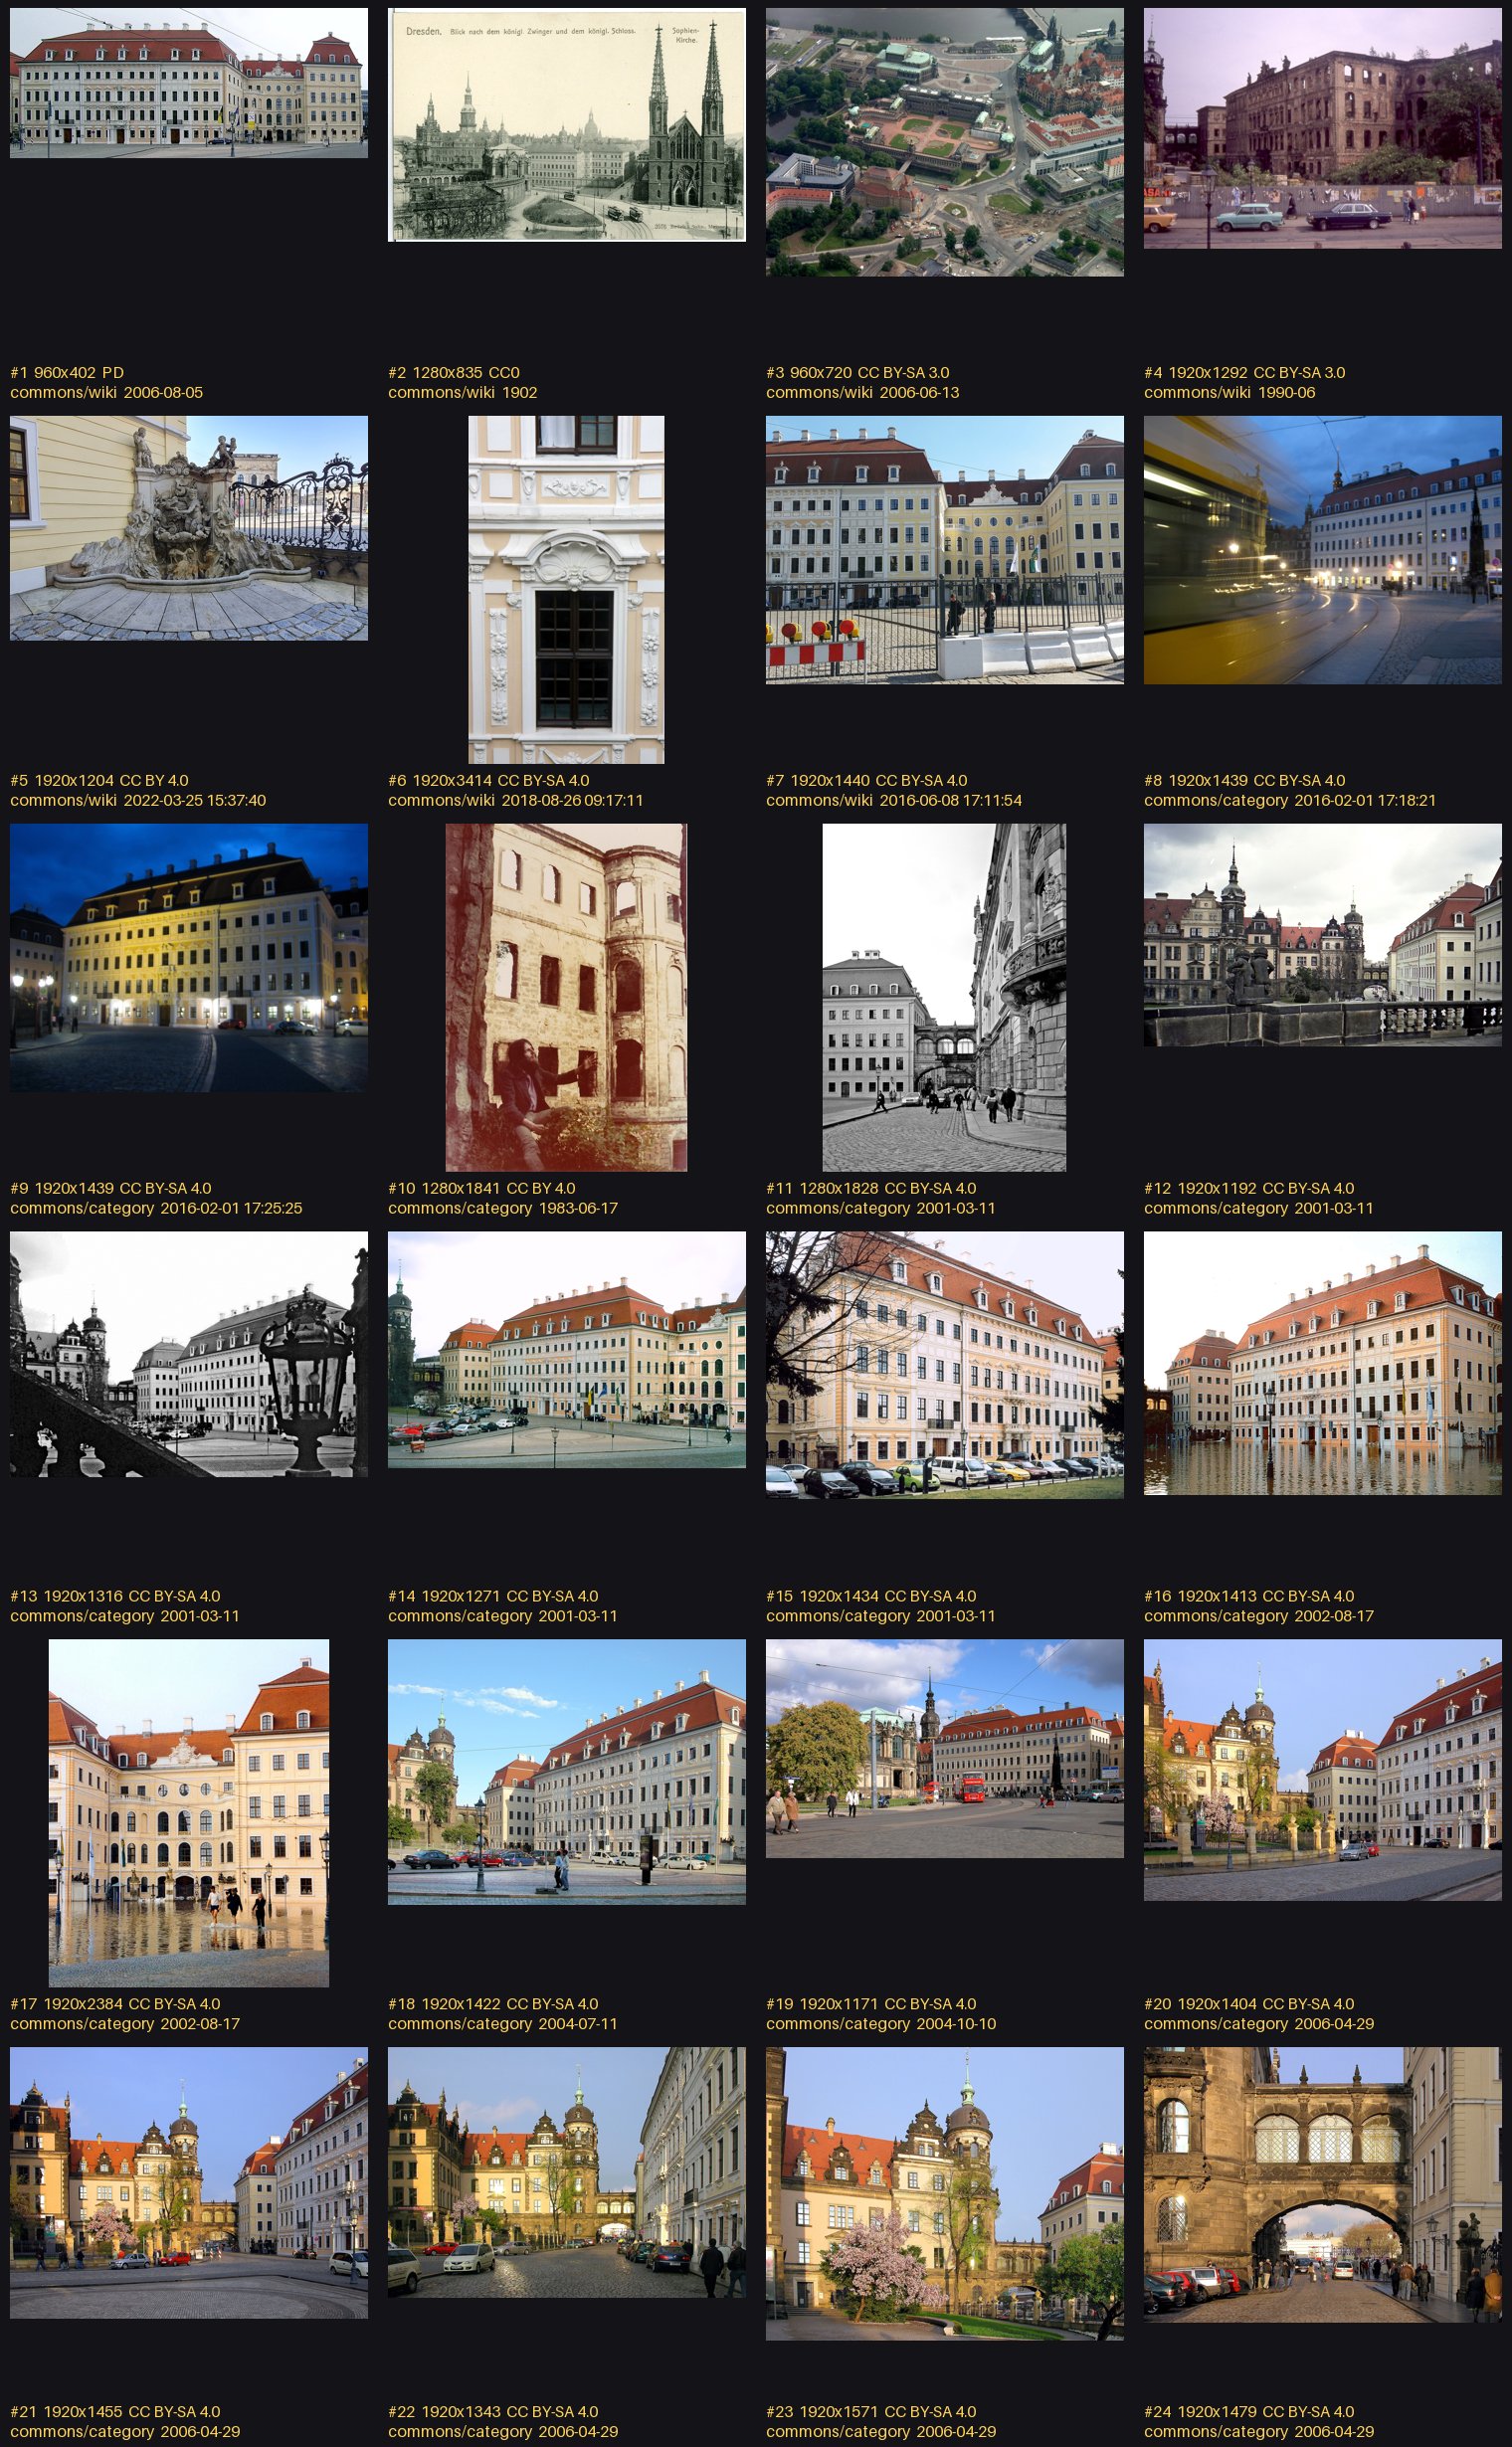 Dresden. Blick nach dem königl. Zwinger und dem königl. Schloss. Sophien-
Kirche.
#1 960x402 PD
commons/wiki 2006-08-05
#2 1280x835 CC0
commons/wiki 1902
#3 960x720 CC BY-SA 3.0
commons/wiki 2006-06-13
#4 1920x1292 CC BY-SA 3.0
commons/wiki 1990-06
#5 1920x1204 CC BY 4.0
commons/wiki 2022-03-25 15:37:40
#6 1920x3414 CC BY-SA 4.0
commons/wiki 2018-08-26 09:17:11
#7 1920x1440 CC BY-SA 4.0
commons/wiki 2016-06-08 17:11:54
#8 1920x1439 CC BY-SA 4.0
commons/category 2016-02-01 17:18:21
#9 1920x1439 CC BY-SA 4.0
commons/category 2016-02-01 17:25:25
#10 1280x1841 CC BY 4.0
commons/category 1983-06-17
#11 1280x1828 CC BY-SA 4.0
commons/category 2001-03-11
#12 1920x1192 CC BY-SA 4.0
commons/category 2001-03-11
#13 1920x1316 CC BY-SA 4.0
commons/category 2001-03-11
#14 1920x1271 CC BY-SA 4.0
commons/category 2001-03-11
#15 1920x1434 CC BY-SA 4.0
commons/category 2001-03-11
#16 1920x1413 CC BY-SA 4.0
commons/category 2002-08-17
#17 1920x2384 CC BY-SA 4.0
commons/category 2002-08-17
#18 1920x1422 CC BY-SA 4.0
commons/category 2004-07-11
#19 1920x1171 CC BY-SA 4.0
commons/category 2004-10-10
#20 1920x1404 CC BY-SA 4.0
commons/category 2006-04-29
#21 1920x1455 CC BY-SA 4.0
commons/category 2006-04-29
#22 1920x1343 CC BY-SA 4.0
commons/category 2006-04-29
#23 1920x1571 CC BY-SA 4.0
commons/category 2006-04-29
#24 1920x1479 CC BY-SA 4.0
commons/category 2006-04-29